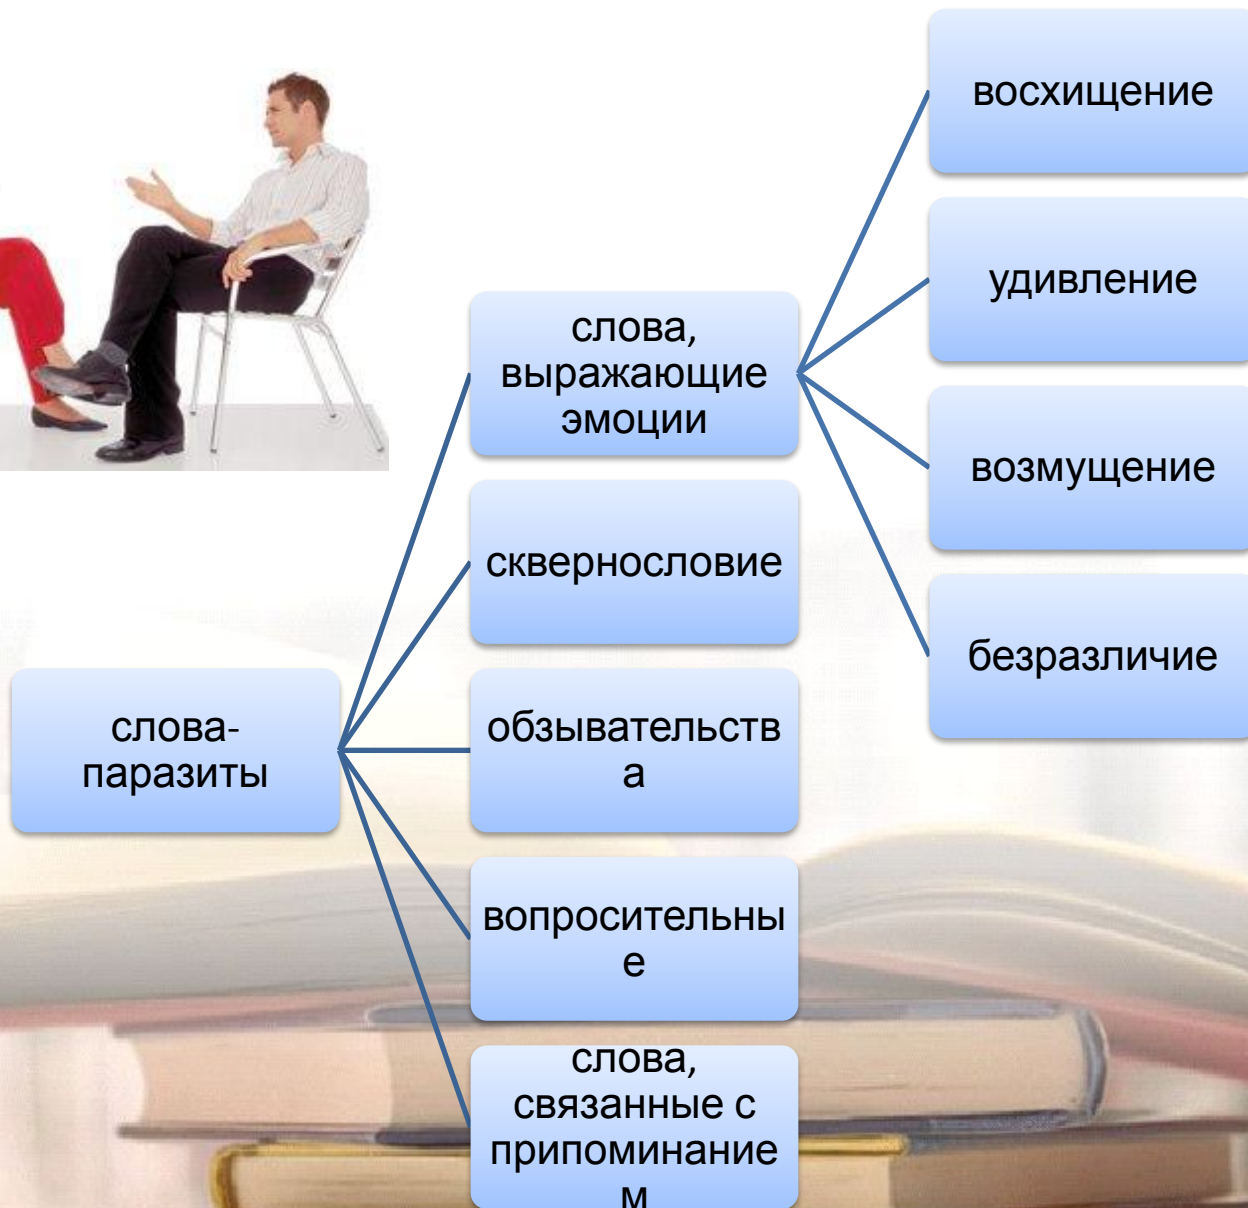 слова-
паразиты
слова,
выражающие
эмоции
восхищение
удивление
возмущение
безразличие
сквернословие
обзывательств
а
вопросительны
е
слова,
связанные с
припоминание
м